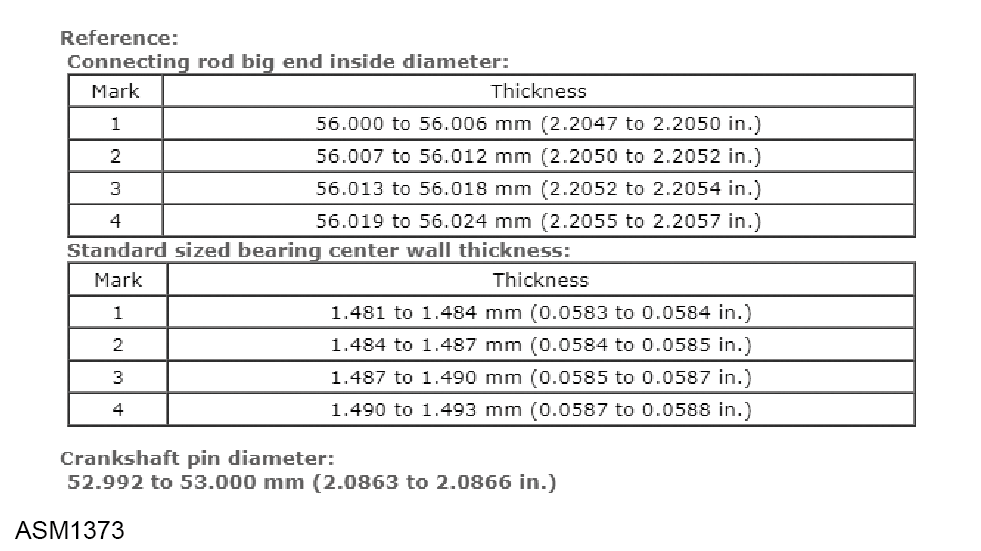 Reference:
Connecting rod big end inside diameter:
Mark Thickness
1 56.000 to 56.006 mm (2.2047 to 2.2050 in.)
2 56.007 to 56.012 mm (2.2050 to 2.2052 in.)
3 56.013 to 56.018 mm (2.2052 to 2.2054 in.)
4 56.019 to 56.024 mm (2.2055 to 2.2057 in.)
Standard sized bearing center wall thickness:
Mark Thickness
1 1.481 to 1.484 mm (0.0583 to 0.0584 in.)
2 1.484 to 1.487 mm (0.0584 to 0.0585 in.)
3 1.487 to 1.490 mm (0.0585 to 0.0587 in.)
4 1.490 to 1.493 mm (0.0587 to 0.0588 in.)
Crankshaft pin diameter:
52.992 to 53.000 mm (2.0863 to 2.0866 in.)
ASM1373